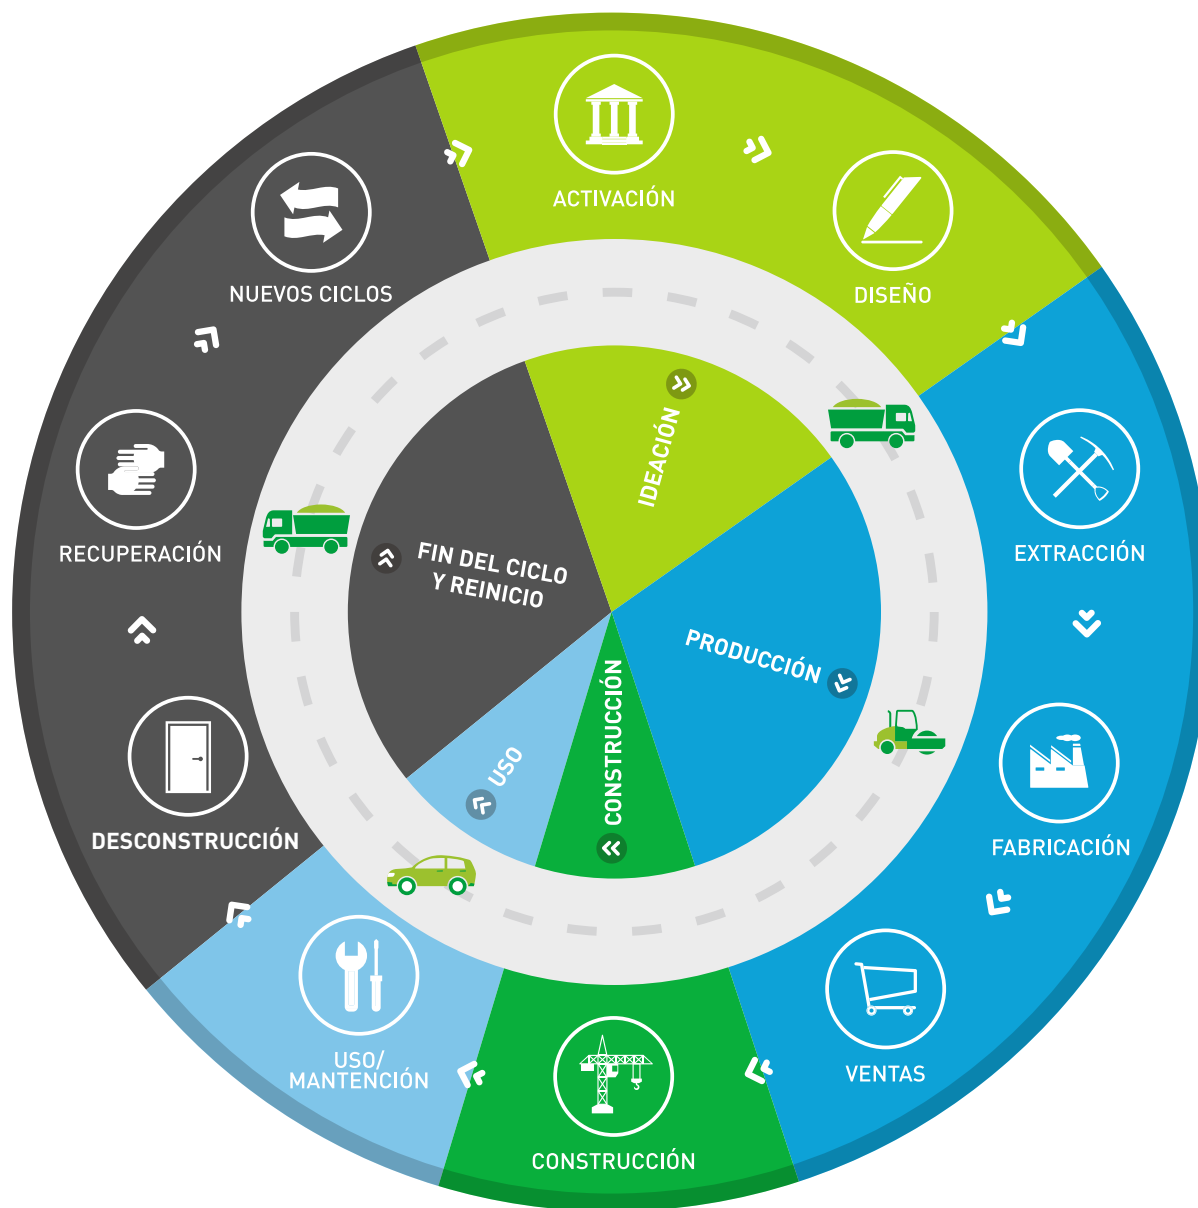 ACTIVACIÓN
DISEÑO
EXTRACCIÓN
FABRICACIÓN
VENTAS
CONSTRUCCIÓN
USO/
MANTENCIÓN
DESCONSTRUCCIÓN
RECUPERACIÓN
NUEVOS CICLOS
IDEACIÓN
PRODUCCIÓN
CONSTRUCCIÓN
USO
FIN DEL CICLO
Y REINICIO